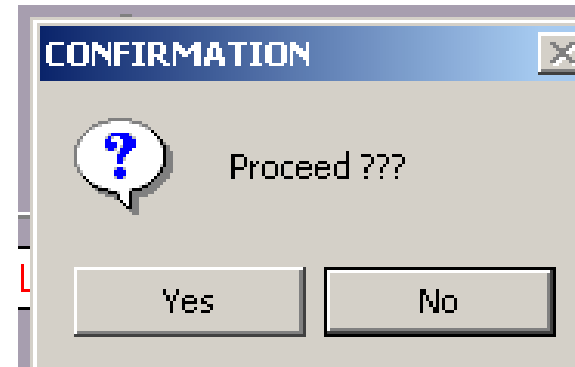 CONFIRMATION
Proceed ???
L
Yes
No